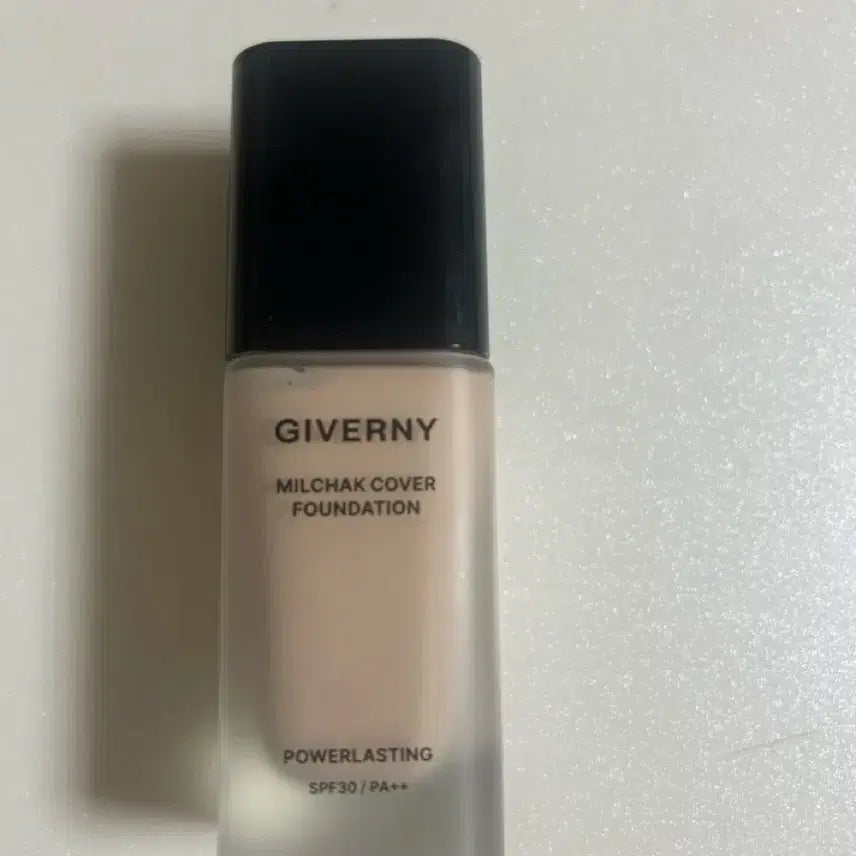 GIVERNY
MILCHAK COVER
FOUNDATION
POWERLASTING
SPF30 / PA++